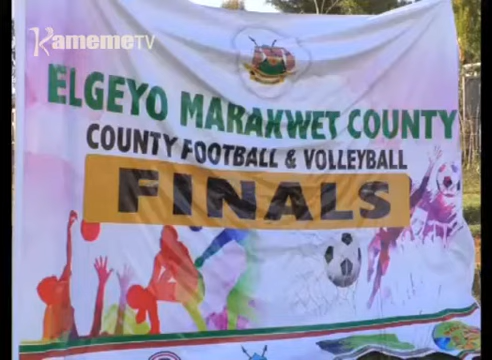 KamemeTV
ELGEYO MARAKWET COUNTY
COUNTY FOOTBALL & VOLLEYBALL
FINALS